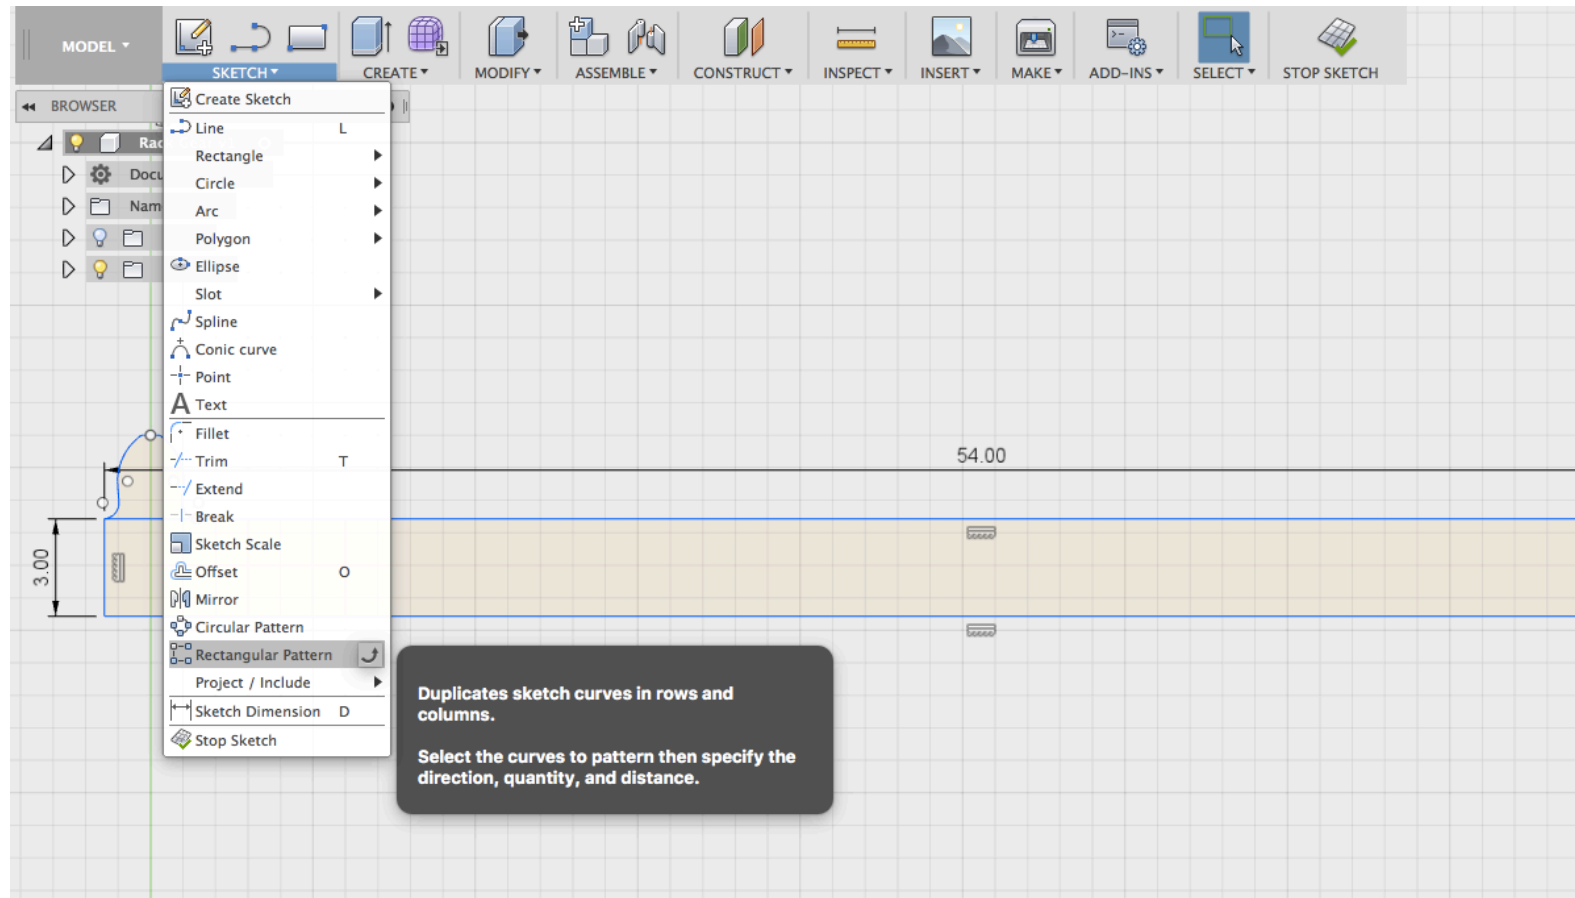 MODEL
SKETCH
CREATE
MODIFY
ASSEMBLE
CONSTRUCT
INSPECT
INSERT
MAKE
ADD-INS
SELECT
STOP SKETCH
BROWSER
Rac
Docu
Nam
Create Sketch
Line L
Rectangle
Circle
Arc
Polygon
Ellipse
Slot
Spline
Conic curve
Point
A Text
Fillet
Trim T
Extend
Break
Sketch Scale
Offset O
Mirror
Circular Pattern
Rectangular Pattern
Project / Include
Sketch Dimension D
Stop Sketch
54.00
3.00
Duplicates sketch curves in rows and
columns.
Select the curves to pattern then specify the
direction, quantity, and distance.